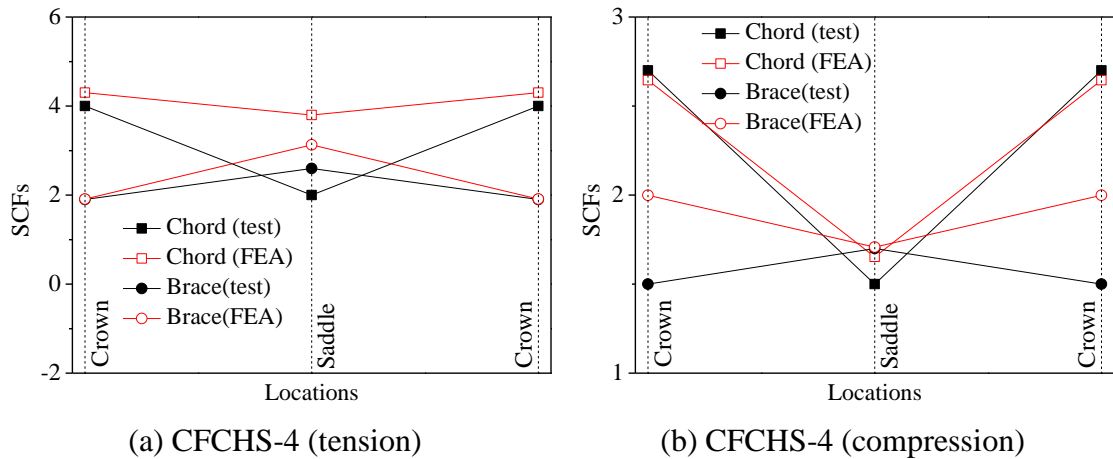 6
4
2
0
-2
SCFs
Chord (test)
Chord (FEA)
Brace(test)
Brace(FEA)
Crown
Saddle
Crown
Locations
(a) CFCHS-4 (tension)
3
2
1
SCFs
Chord (test)
Chord (FEA)
Brace(test)
Brace(FEA)
Crown
Saddle
Crown
Locations
(b) CFCHS-4 (compression)